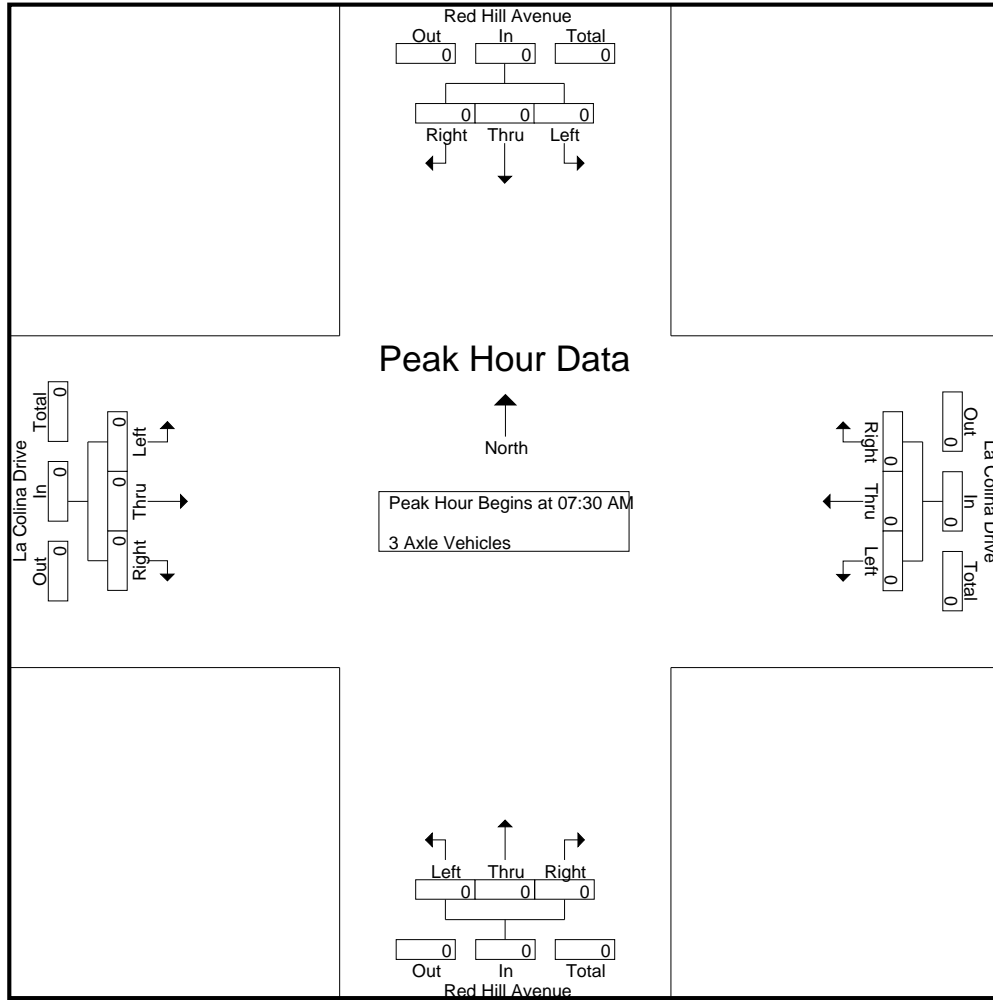 Red Hill Avenue
Out In Total
0 0 0
0 0 0
Right Thru Left
Peak Hour Data
North
Peak Hour Begins at 07:30 AM
3 Axle Vehicles
La Colina Drive
Out In Total
0 0 0
0 0 0
Right Thru Left
La Colina Drive
Out In Total
0 0 0
0 0 0
Right Thru Left
Left Thru Right
0 0 0
0 0 0
Out In Total
Red Hill Avenue